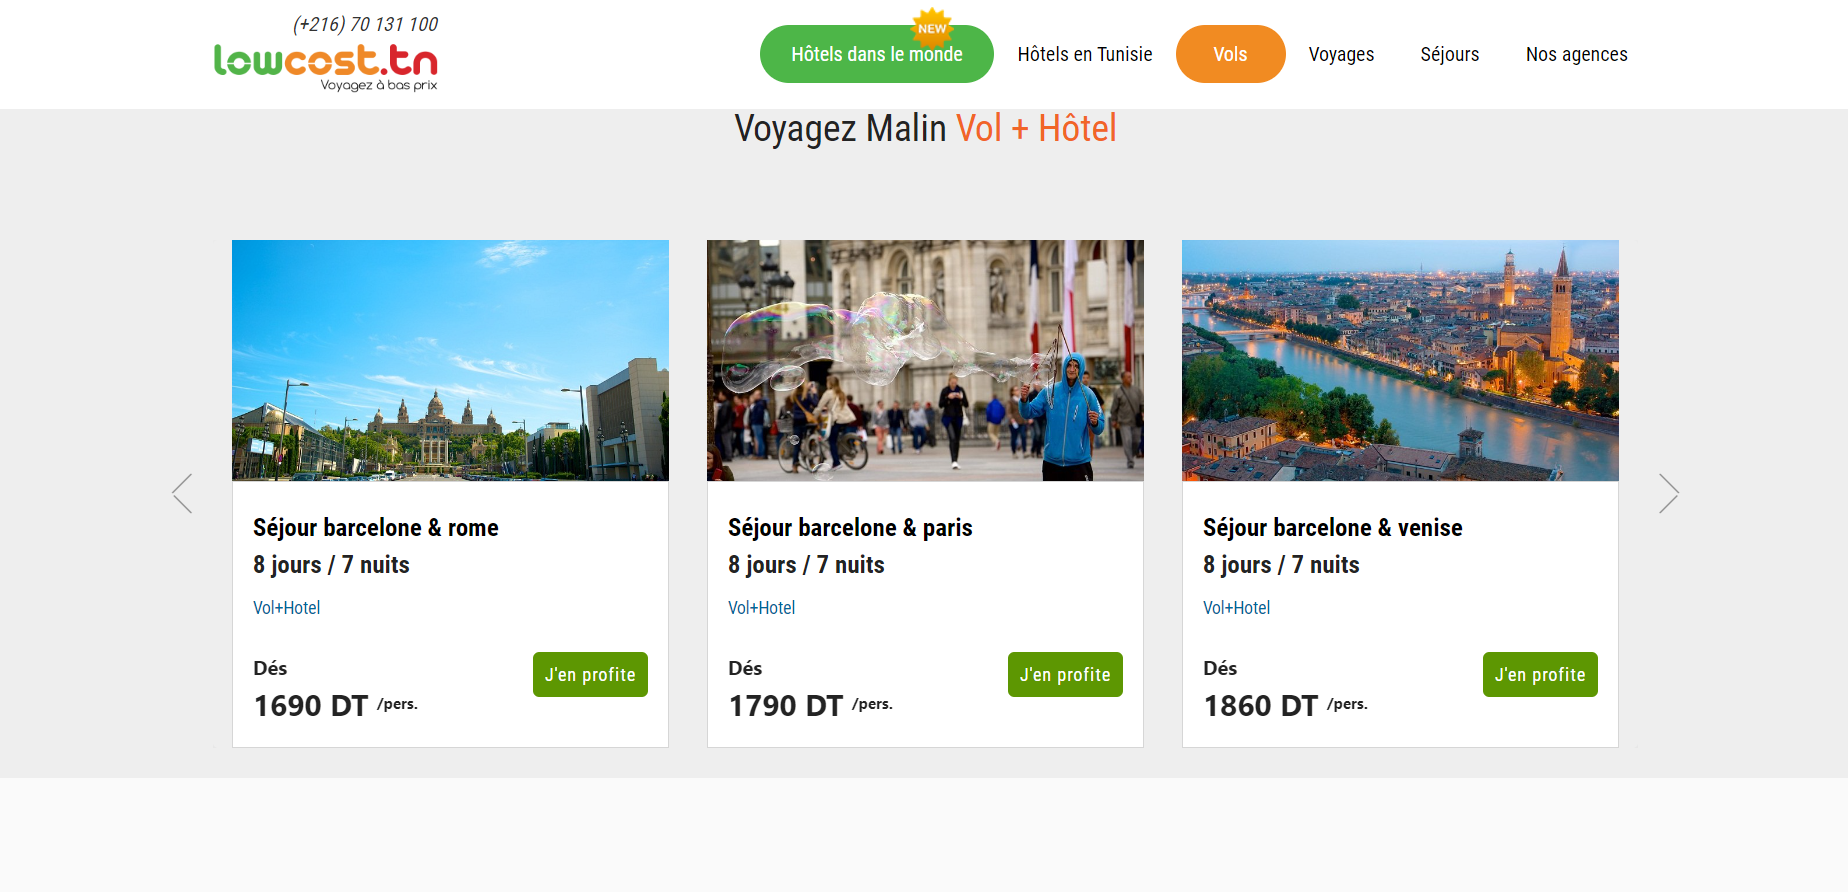 (+216) 70 131 100
lowcost.tn
Voyagez à bas prix
NEW
Hôtels dans le monde
Hôtels en Tunisie
Vols
Voyages
Séjours
Nos agences
Voyagez Malin Vol + Hôtel
Séjour barcelone & rome
8 jours / 7 nuits
Vol+Hotel
Dés
1690 DT /pers.
J'en profite
Séjour barcelone & paris
8 jours / 7 nuits
Vol+Hotel
Dés
1790 DT /pers.
J'en profite
Séjour barcelone & venise
8 jours / 7 nuits
Vol+Hotel
Dés
1860 DT /pers.
J'en profite